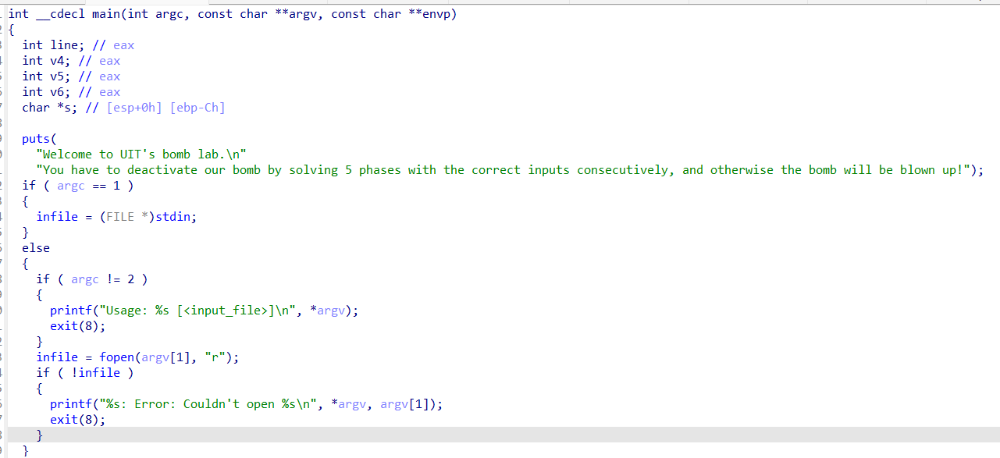 int __cdecl main(int argc, const char **argv, const char **envp)
{
int line; // eax
int v4; // eax
int v5; // eax
int v6; // eax
char *s; // [esp+0h] [ebp-Ch]
puts(
"Welcome to UIT's bomb lab.\n"
"You have to deactivate our bomb by solving 5 phases with the correct inputs consecutively, and otherwise the bomb will be blown up!");
if ( argc == 1 )
{
infile = (FILE *)stdin;
}
else
{
if ( argc != 2 )
{
printf("Usage: %s [<input_file>]\n", *argv);
exit(8);
}
infile = fopen(argv[1], "r");
if ( !infile )
{
printf("%s: Error: Couldn't open %s\n", *argv, argv[1]);
exit(8);
}
}